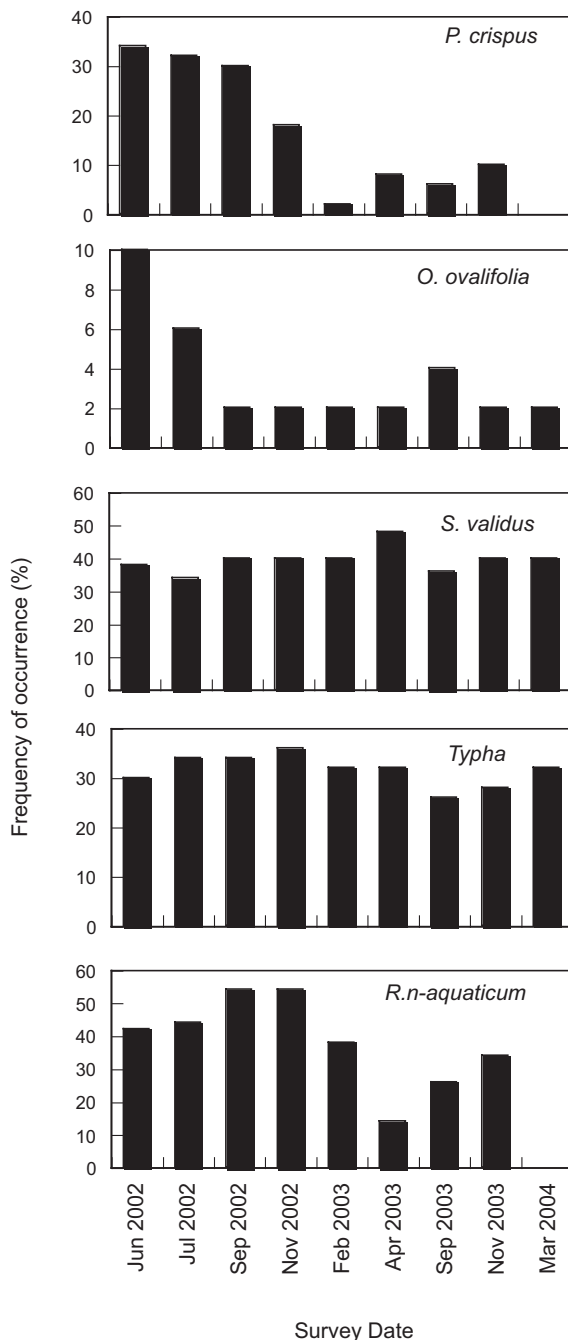 P. crispus
40
30
20
10
0
O. ovalifolia
10
8
6
4
2
0
S. validus
60
50
40
30
20
10
0
Typha
40
30
20
10
0
R.n-aquaticum
60
50
40
30
20
10
0
Frequency of occurrence (%)
Jun 2002
Jul 2002
Sep 2002
Nov 2002
Feb 2003
Apr 2003
Sep 2003
Nov 2003
Mar 2004
Survey Date